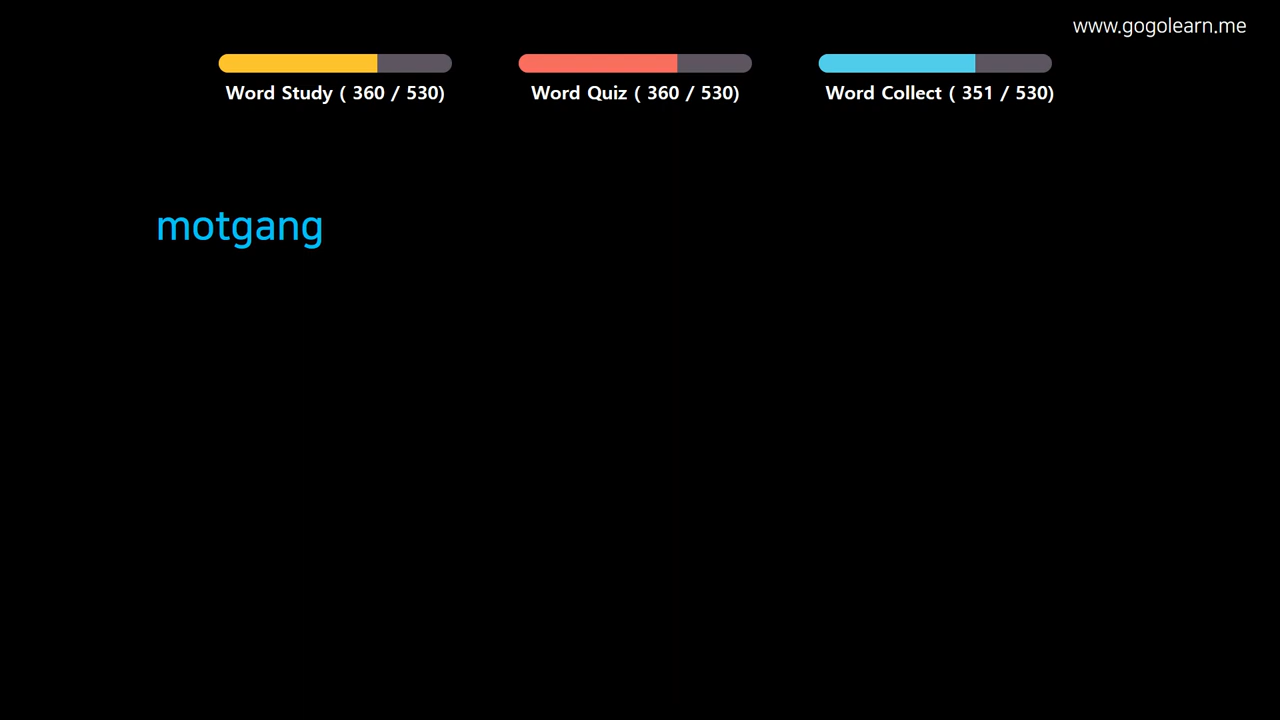 www.gogolearn.me
Word Study ( 360 / 530)
Word Quiz ( 360 / 530)
Word Collect ( 351 / 530)
motgang